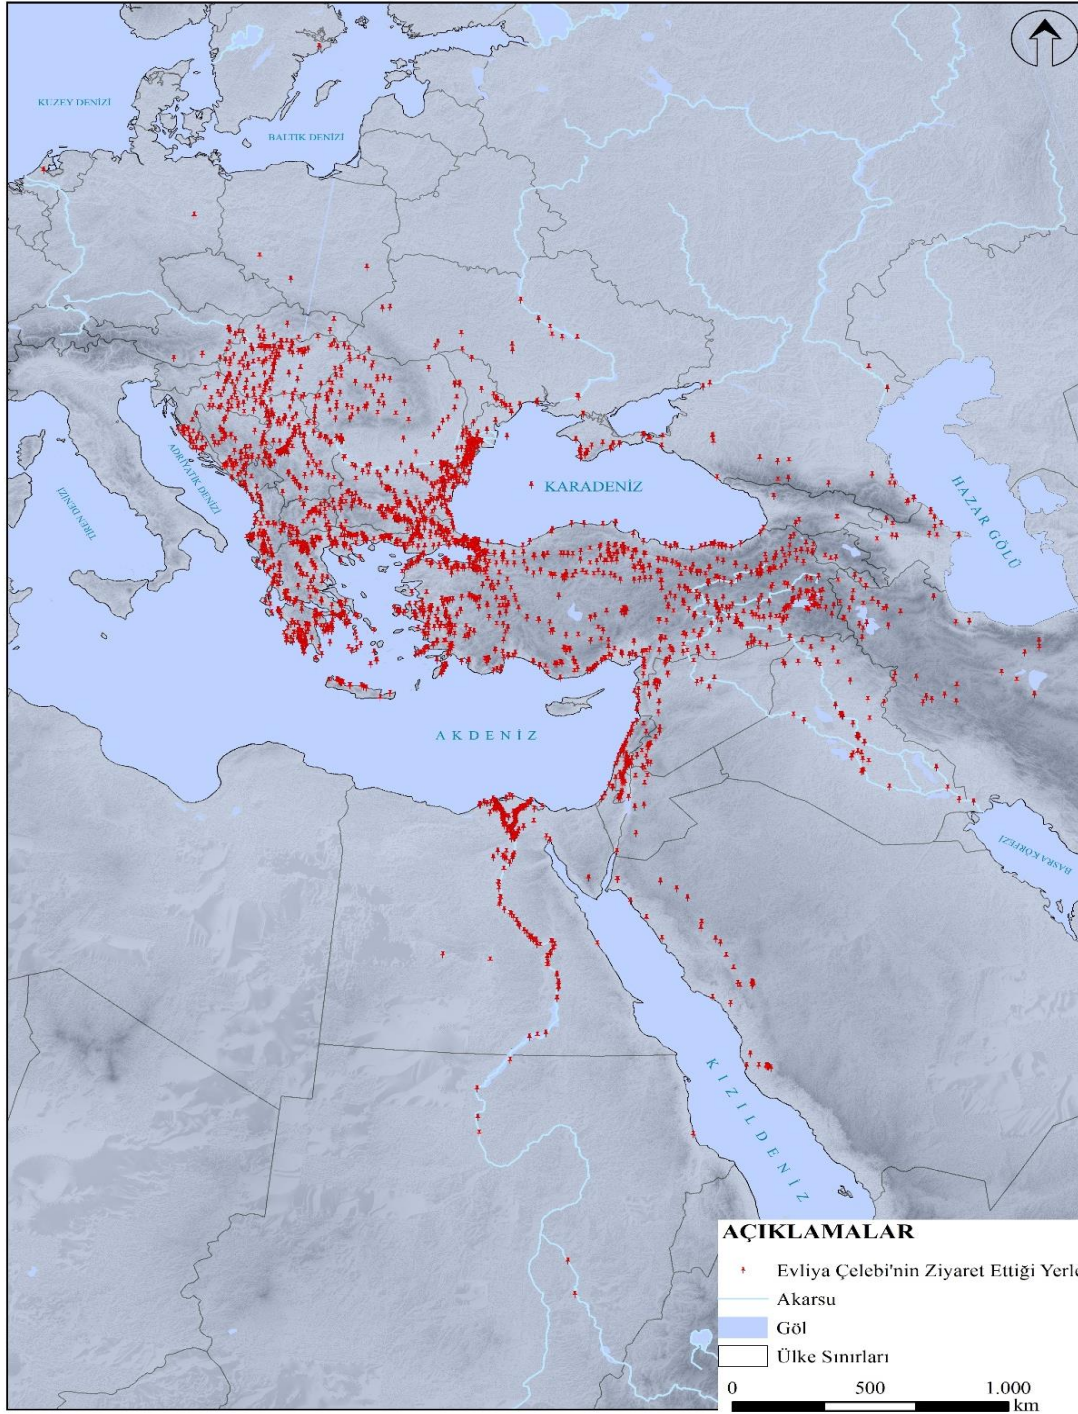 KUZEY DENİZİ
BALTIK DENİZİ
ADRİYATİK DENİZİ
TİREN DENİZİ
KARADENİZ
HAZAR GÖLÜ
AKDENİZ
BASRA KÖRFEZİ
KIZILDENİZ
AÇIKLAMALAR
Evliya Çelebi'nin Ziyaret Ettiği Yerle
Akarsu
Göl
Ülke Sınırları
0 500 1.000
km